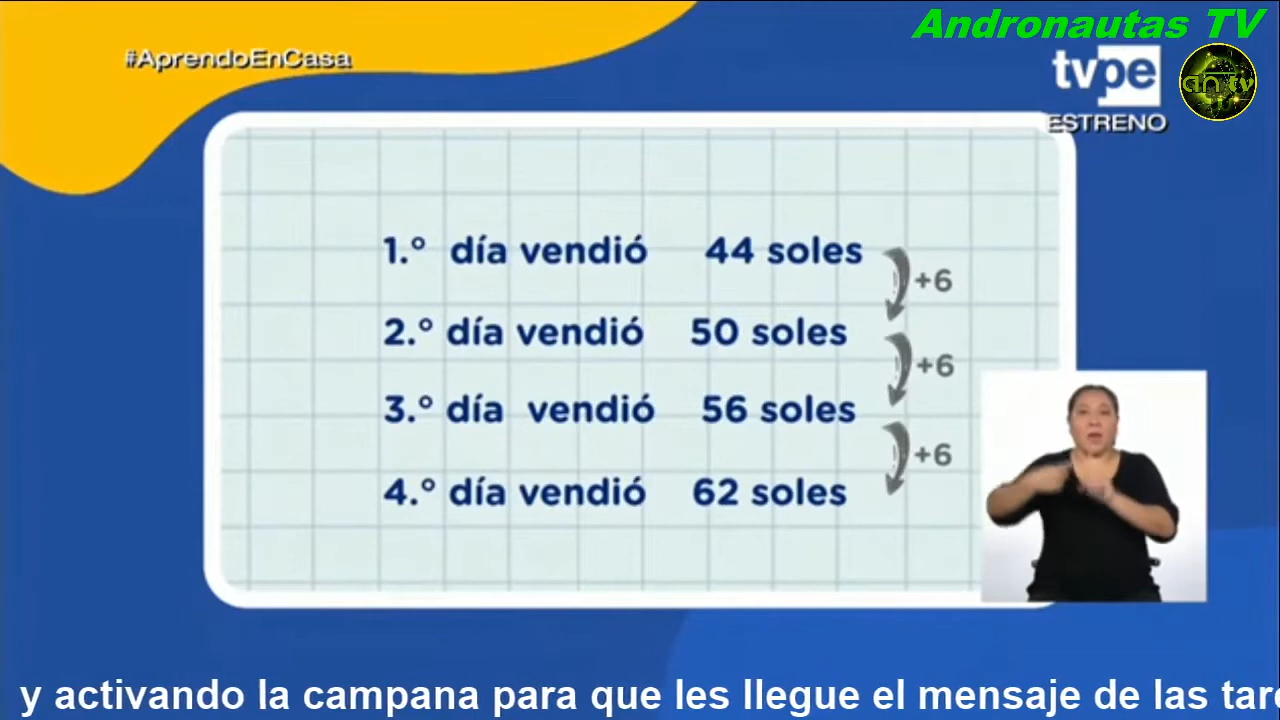 Andronautas TV
#AprendoEnCasa
tvpe
an tv
ESTRENO
1.° día vendió 44 soles
+6
2.° día vendió 50 soles
+6
3.° día vendió 56 soles
+6
4.° día vendió 62 soles
y activando la campana para que les llegue el mensaje de las